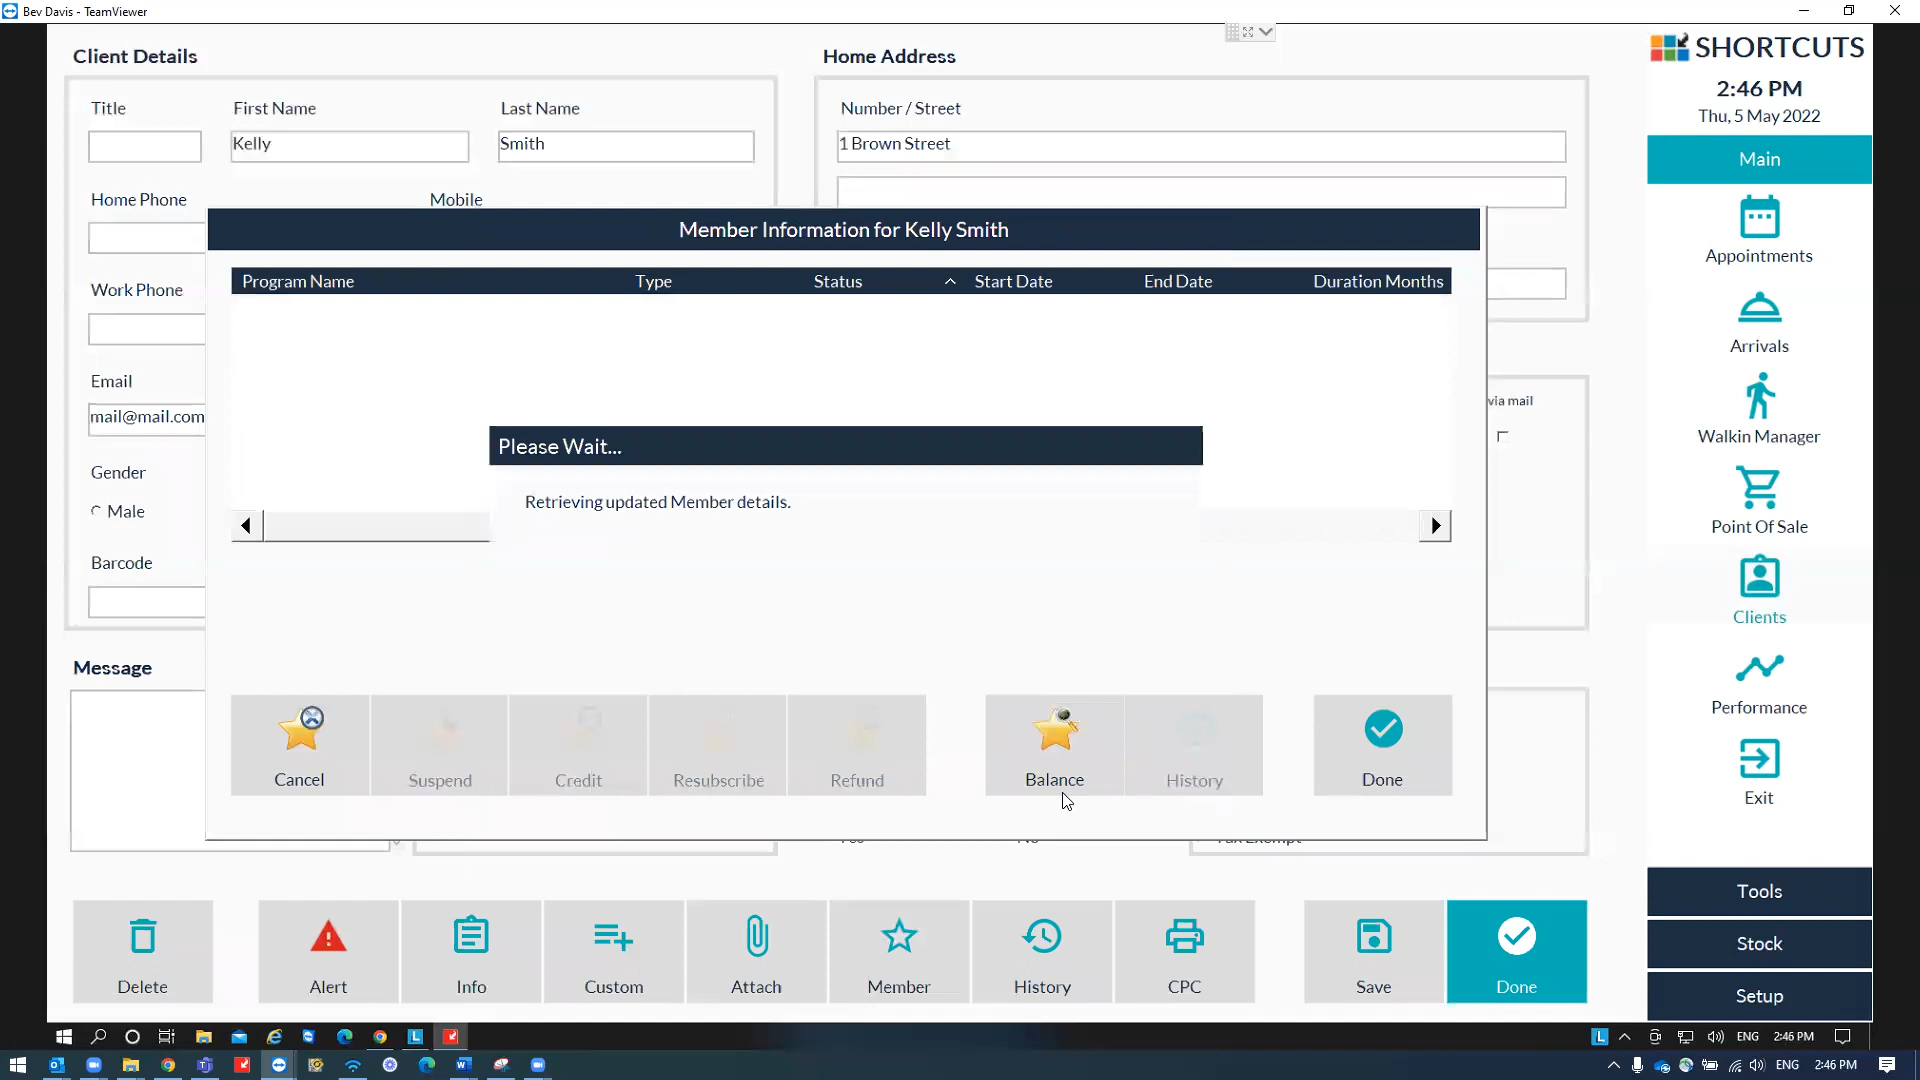 Bev Davis - TeamViewer
Client Details
Home Address
SHORTCUTS
2:46 PM
Thu, 5 May 2022
Title
First Name
Last Name
Number / Street
Kelly
Smith
1 Brown Street
Main
Home Phone
Mobile
Appointments
Member Information for Kelly Smith
Program Name
Type
Status
Start Date
End Date
Duration Months
Work Phone
Arrivals
Email
mail@mail.com
via mail
Walkin Manager
Please Wait...
Gender
Retrieving updated Member details.
Male
Point Of Sale
Barcode
Clients
Message
Performance
Cancel
Suspend
Credit
Resubscribe
Refund
Balance
History
Done
Exit
Tax Exempt
Tools
Stock
Delete
Alert
Info
Custom
Attach
Member
History
CPC
Save
Done
Setup
L
L
ENG
2:46 PM
ENG
2:46 PM